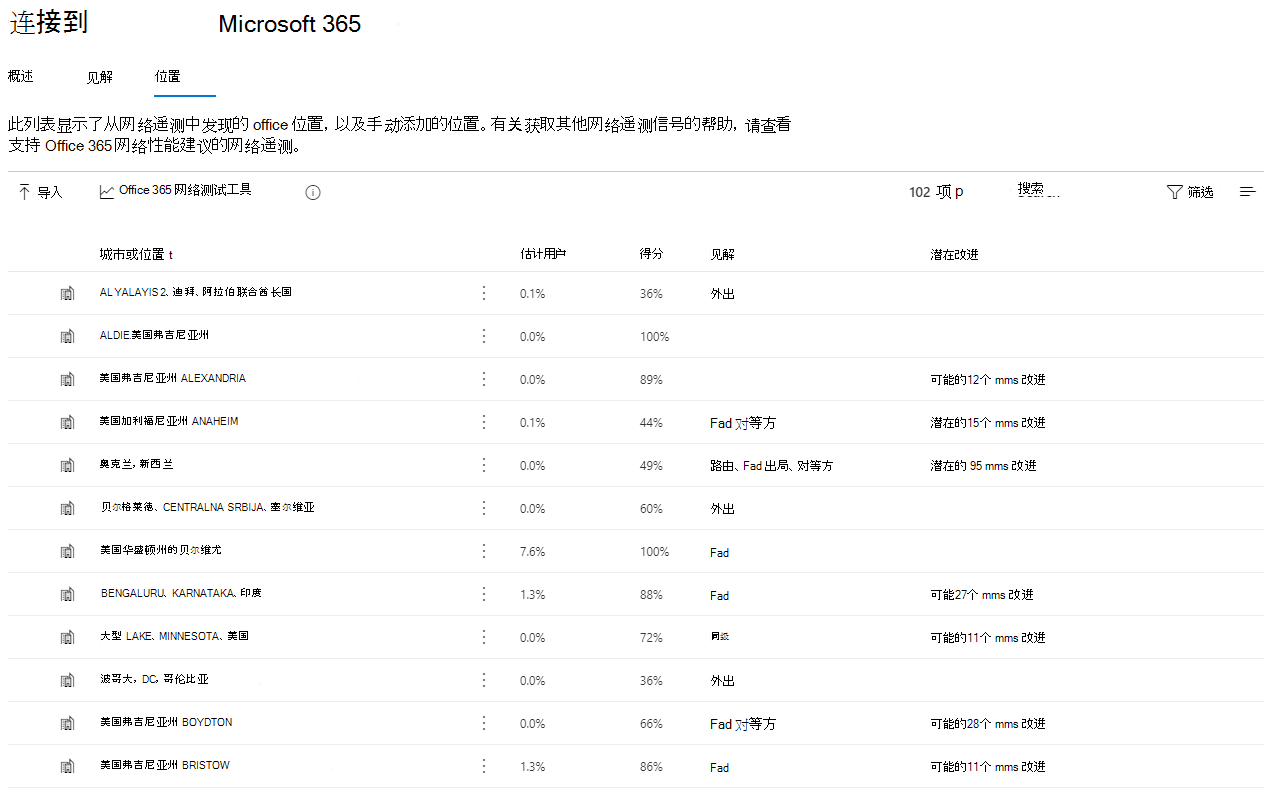 连接到 Microsoft 365
概述 见解 位置
此列表显示了从网络遥测中发现的 office 位置，以及手动添加的位置。有关获取其他网络遥测信号的帮助，请查看
支持 Office 365 网络性能建议的网络遥测。
导入 Office 365 网络测试工具 102 项 p 搜索 筛选
城市或位置 t 估计用户 得分 见解 潜在改进
AL YALAYIS 2、迪拜、阿拉伯联合酋长国 0.1% 36% 外出
ALDIE.美国弗吉尼亚州 0.0% 100%
美国弗吉尼亚州 ALEXANDRIA 0.0% 89% 可能的12个 mms 改进
美国加利福尼亚州 ANAHEIM 0.1% 44% Fad 对等方 潜在的15个 mms 改进
奥克兰，新西兰 0.0% 49% 路由、Fad 出局、对等方 潜在的 95 mms 改进
贝尔格莱德、CENTRALNA SRBIJA、塞尔维亚 0.0% 60% 外出
美国华盛顿州的贝尔维尤 7.6% 100% Fad
BENGALURU、KARNATAKA、印度 1.3% 88% Fad 可能27个 mms 改进
大型 LAKE、MINNESOTA、美国 0.0% 72% 同级 可能的11个 mms 改进
波哥大，DC，哥伦比亚 0.0% 36% 外出
美国弗吉尼亚州 BOYDTON 0.0% 66% Fad 对等方 可能的28个 mms 改进
美国弗吉尼亚州 BRISTOW 1.3% 86% Fad 可能的11个 mms 改进